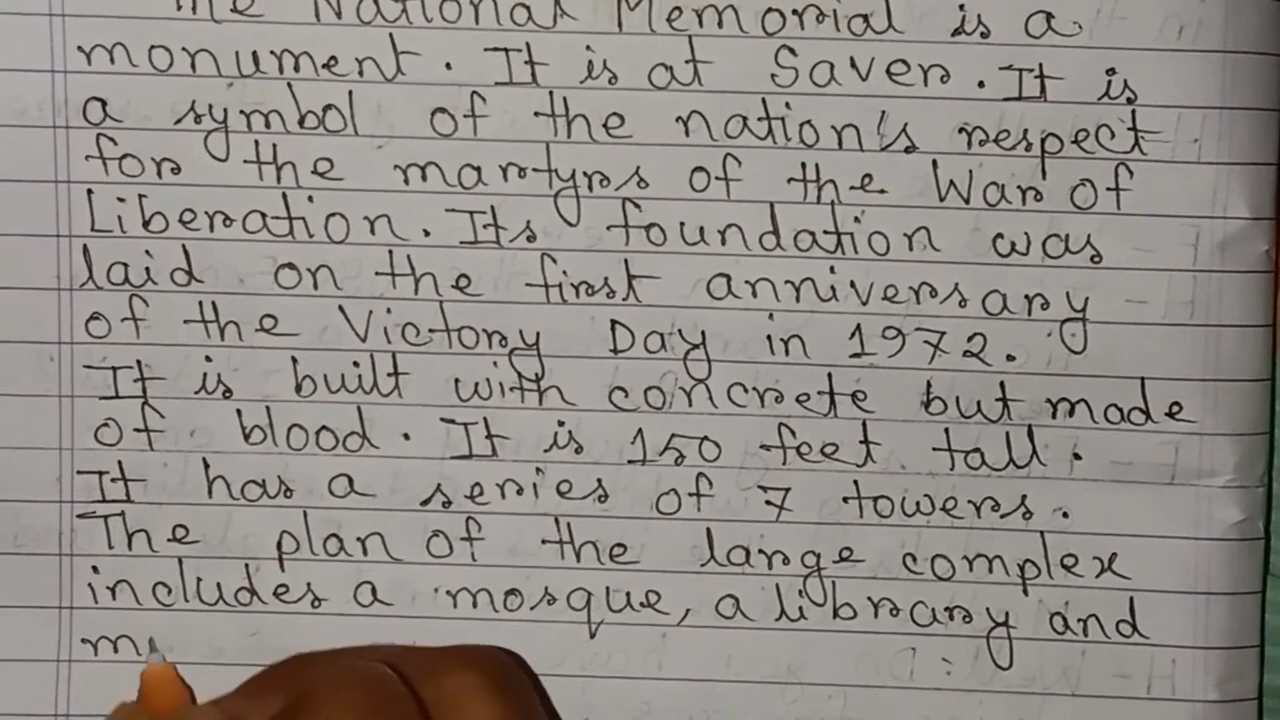 The National Memorial is a
monument. It is at Saver. It is
a symbol of the nation's respect
for the martyrs of the War of
Liberation. Its foundation was
laid on the first anniversary
of the Victory Day in 1972.
It is built with concrete but made
of blood. It is 150 feet tall.
It has a series of 7 towers.
The plan of the large complex
includes a mosque, a library and